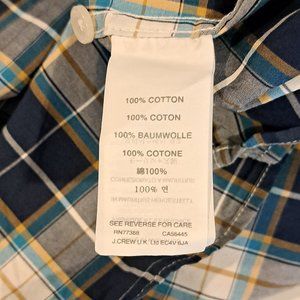 100% COTTON
100% COTON
100% BAUMWOLLE
100% COTONE
綿100%
100% 면
SEE REVERSE FOR CARE
RN77388 CA56445
J.CREW U.K. Ltd EC4V 6JA